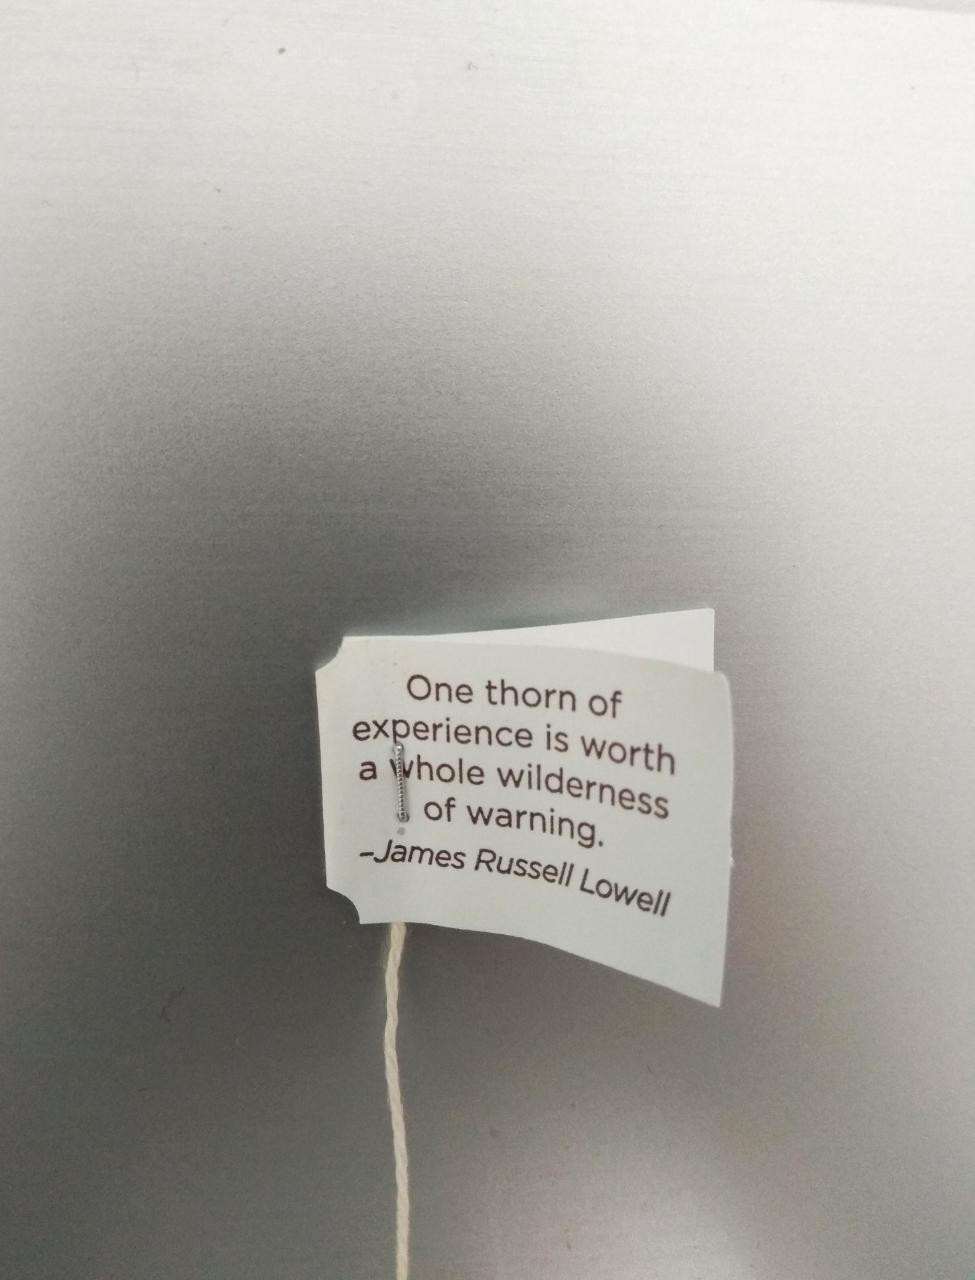 One thorn of
experience is worth
a whole wilderness
of warning.
-James Russell Lowell